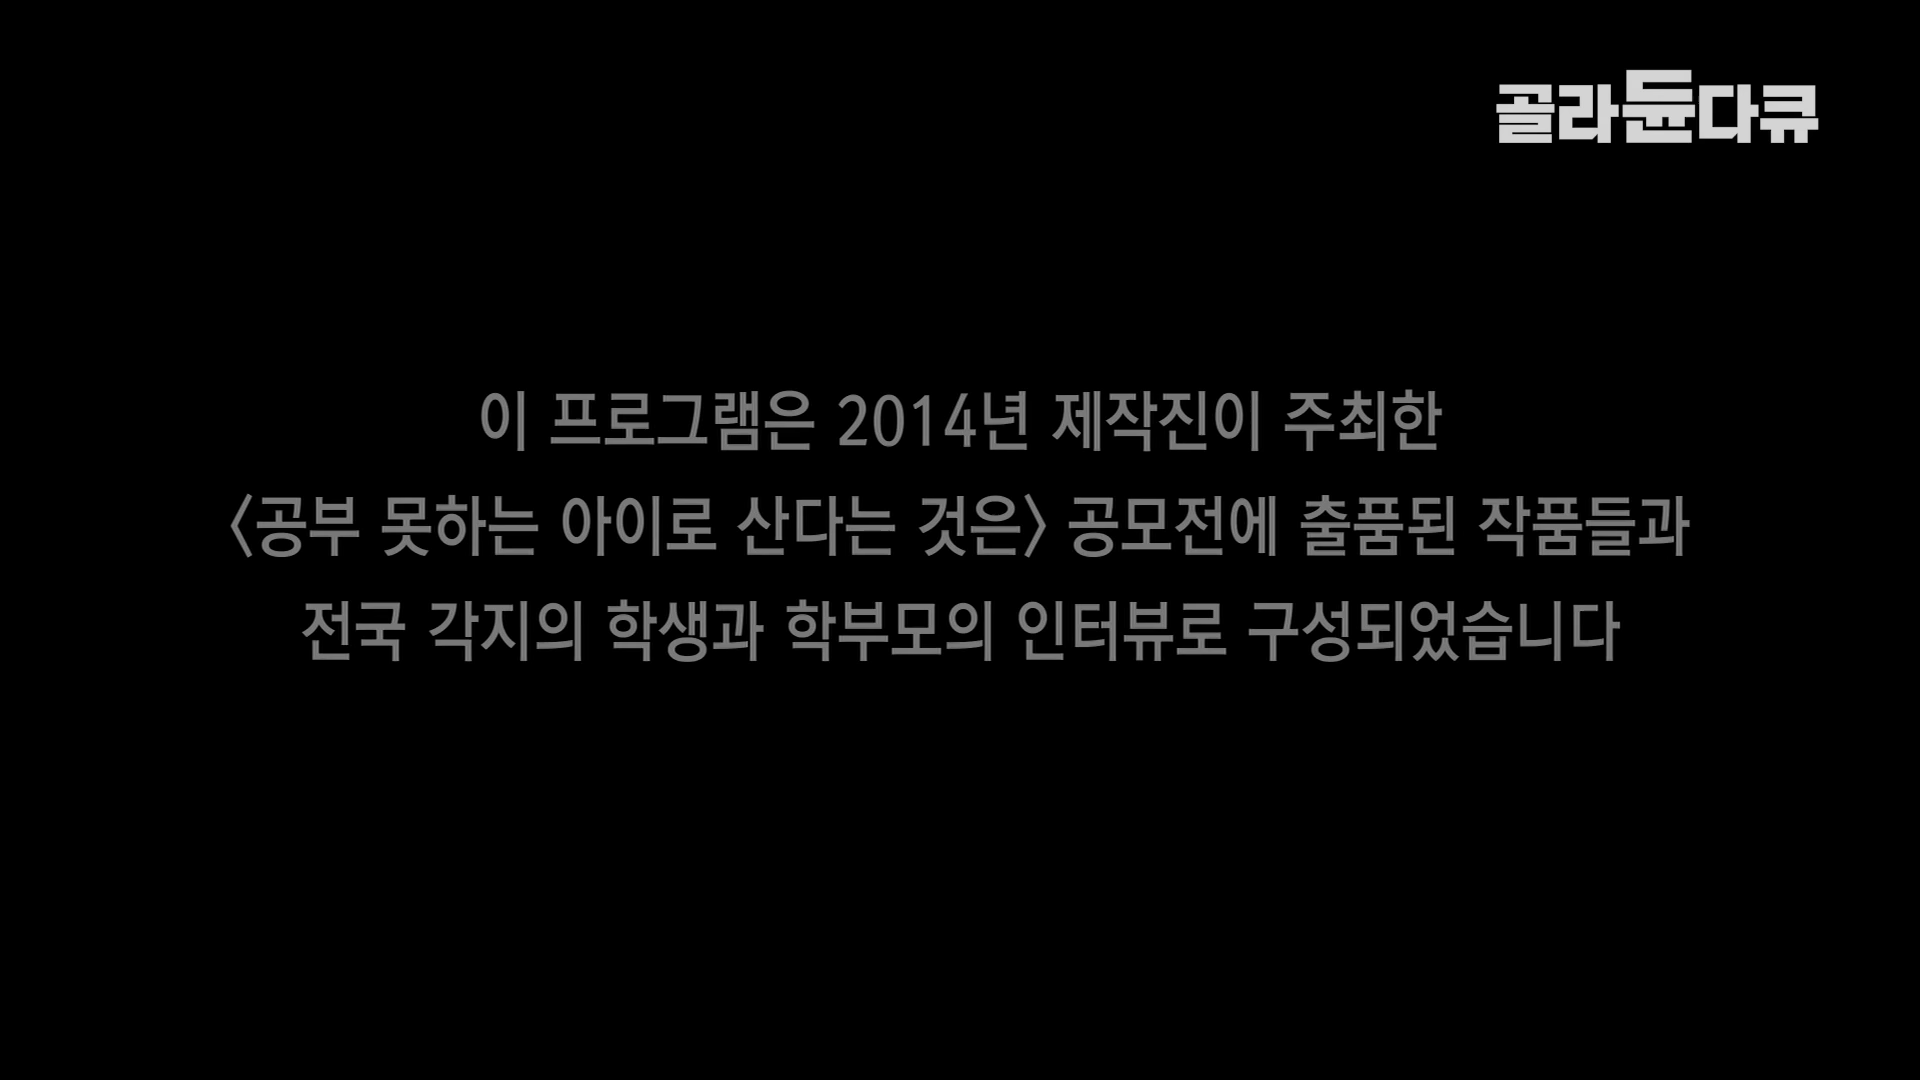 골라둔다큐
이 프로그램은 2014년 제작진이 주최한
〈공부 못하는 아이로 산다는 것은〉 공모전에 출품된 작품들과
전국 각지의 학생과 학부모의 인터뷰로 구성되었습니다